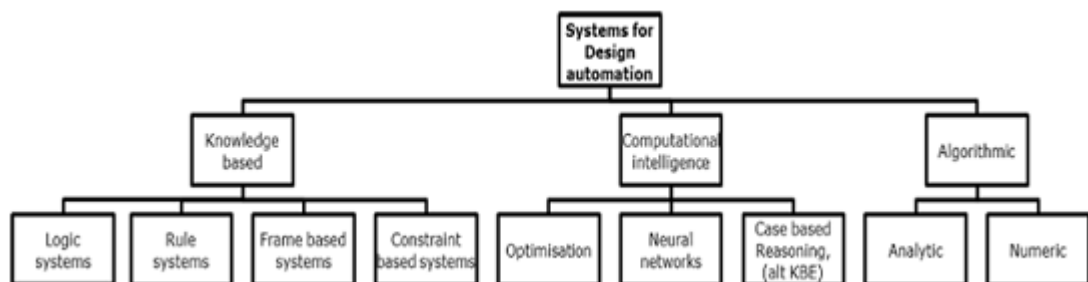 Systems for
Design
automation
Knowledge
based
Computational
intelligence
Algorithmic
Logic
systems
Rule
systems
Frame based
systems
Constraint
based systems
Optimisation
Neural
networks
Case based
Reasoning,
(alt KBE)
Analytic
Numeric